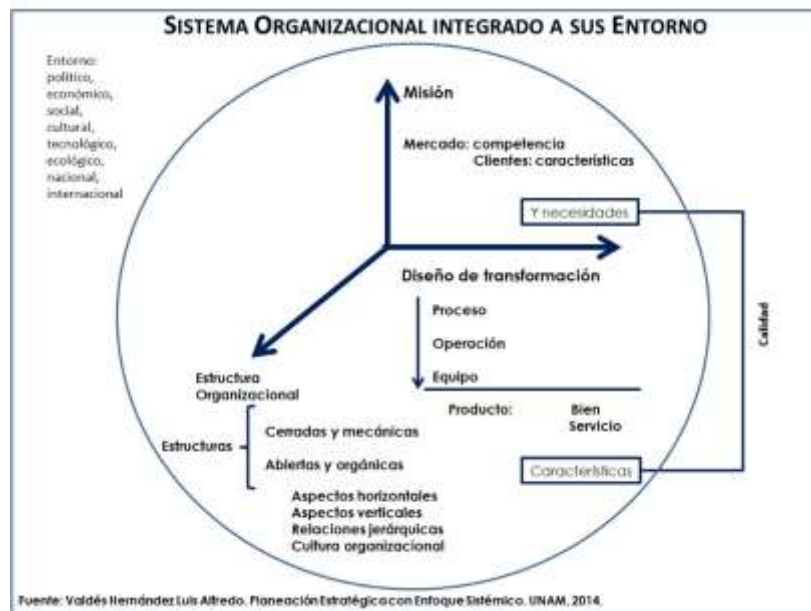 SISTEMA ORGANIZACIONAL INTEGRADO A SUS ENTORNO
Entorno:
político,
económico,
social,
cultural,
tecnológico,
ecológico,
nacional,
internacional
Misión
Mercado: competencia
Clientes: características
Y necesidades
Diseño de transformación
Proceso
Operación
Equipo
Producto:
Bien
Servicio
Características
Calidad
Estructura
Organizacional
Estructuras
Cerradas y mecánicas
Abiertas y orgánicas
Aspectos horizontales
Aspectos verticales
Relaciones jerárquicas
Cultura organizacional
Fuente: Valdés Hernández Luis Alfredo. Planeación Estratégica con Enfoque Sistémico. UNAM, 2014.